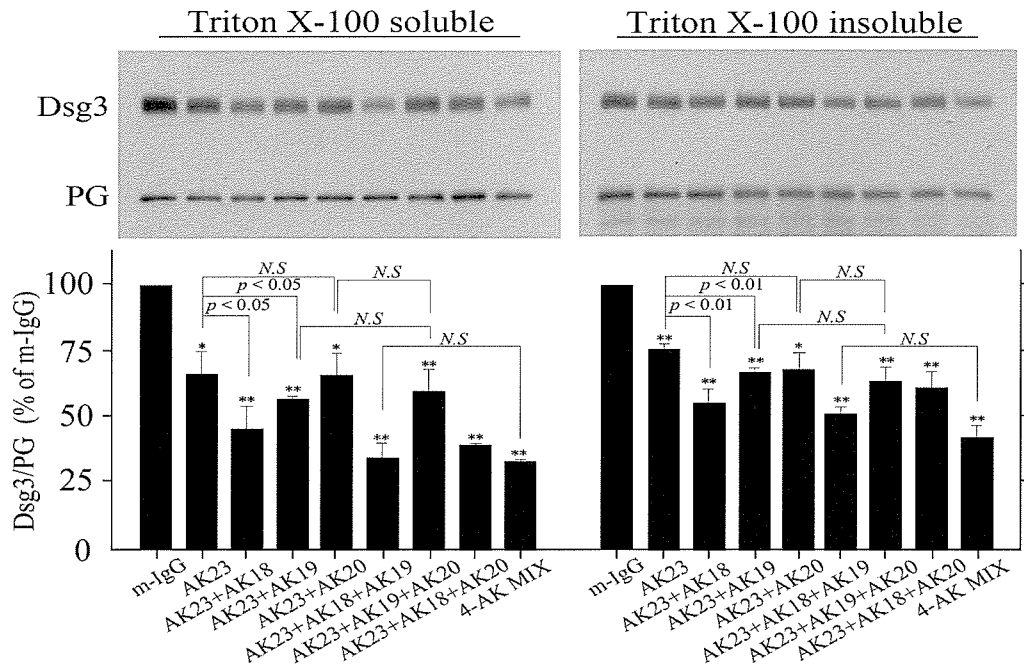 Triton X-100 soluble
Triton X-100 insoluble
Dsg3
PG
Dsg3/PG (% of m-IgG)
100
75
50
25
0
N.S
p < 0.05
p < 0.05
N.S
N.S
N.S
*
**
**
*
**
**
**
**
N.S
p < 0.01
p < 0.01
N.S
N.S
N.S
**
**
**
*
**
**
**
**
m-IgG
AK23
AK23+AK18
AK23+AK19
AK23+AK20
AK23+AK18+AK19
AK23+AK19+AK20
AK23+AK18+AK20
4-AK MIX
m-IgG
AK23
AK23+AK18
AK23+AK19
AK23+AK20
AK23+AK18+AK19
AK23+AK19+AK20
AK23+AK18+AK20
4-AK MIX